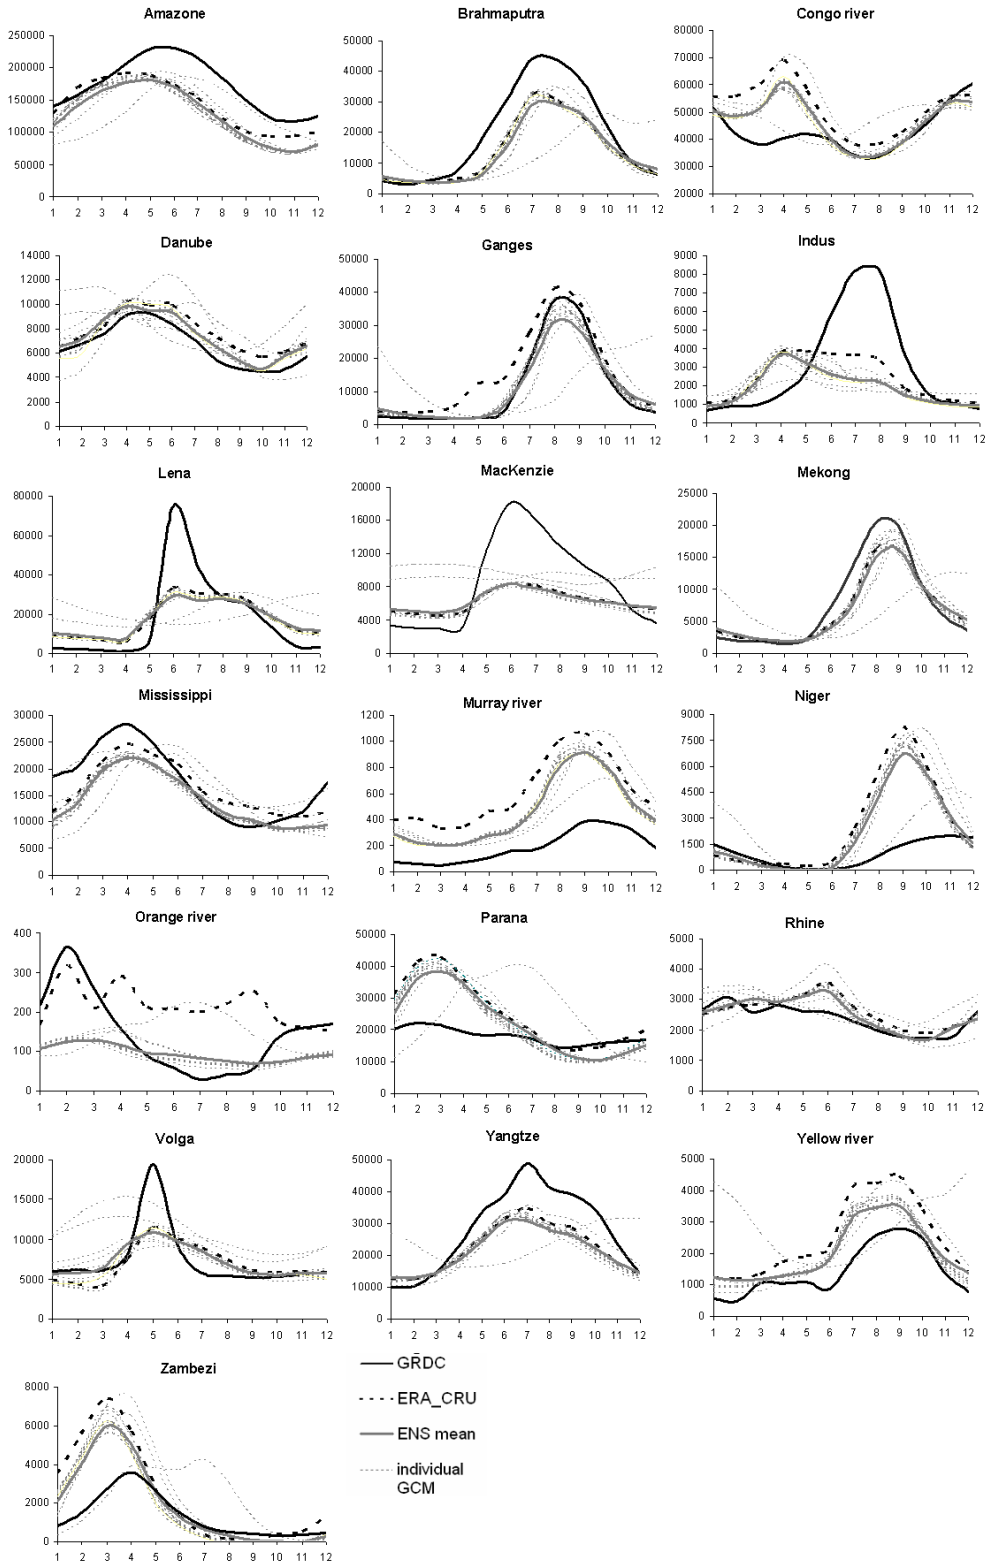 Amazone
250000
200000
150000
100000
50000
0
1 2 3 4 5 6 7 8 9 10 11 12
Brahmaputra
50000
40000
30000
20000
10000
0
1 2 3 4 5 6 7 8 9 10 11 12
Congo river
80000
70000
60000
50000
40000
30000
20000
1 2 3 4 5 6 7 8 9 10 11 12
Danube
14000
12000
10000
8000
6000
4000
2000
0
1 2 3 4 5 6 7 8 9 10 11 12
Ganges
50000
40000
30000
20000
10000
0
1 2 3 4 5 6 7 8 9 10 11 12
Indus
9000
8000
7000
6000
5000
4000
3000
2000
1000
0
1 2 3 4 5 6 7 8 9 10 11 12
Lena
80000
60000
40000
20000
0
1 2 3 4 5 6 7 8 9 10 11 12
MacKenzie
20000
16000
12000
8000
4000
0
1 2 3 4 5 6 7 8 9 10 11 12
Mekong
25000
20000
15000
10000
5000
0
1 2 3 4 5 6 7 8 9 10 11 12
Mississippi
30000
25000
20000
15000
10000
5000
0
1 2 3 4 5 6 7 8 9 10 11 12
Murray river
1200
1000
800
600
400
200
0
1 2 3 4 5 6 7 8 9 10 11 12
Niger
9000
7500
6000
4500
3000
1500
0
1 2 3 4 5 6 7 8 9 10 11 12
Orange river
400
300
200
100
0
1 2 3 4 5 6 7 8 9 10 11 12
Parana
50000
40000
30000
20000
10000
0
1 2 3 4 5 6 7 8 9 10 11 12
Rhine
5000
4000
3000
2000
1000
0
1 2 3 4 5 6 7 8 9 10 11 12
Volga
20000
15000
10000
5000
0
1 2 3 4 5 6 7 8 9 10 11 12
Yangtze
50000
40000
30000
20000
10000
0
1 2 3 4 5 6 7 8 9 10 11 12
Yellow river
5000
4000
3000
2000
1000
0
1 2 3 4 5 6 7 8 9 10 11 12
Zambezi
8000
6000
4000
2000
0
1 2 3 4 5 6 7 8 9 10 11 12
GRDC
ERA_CRU
ENS mean
individual
GCM